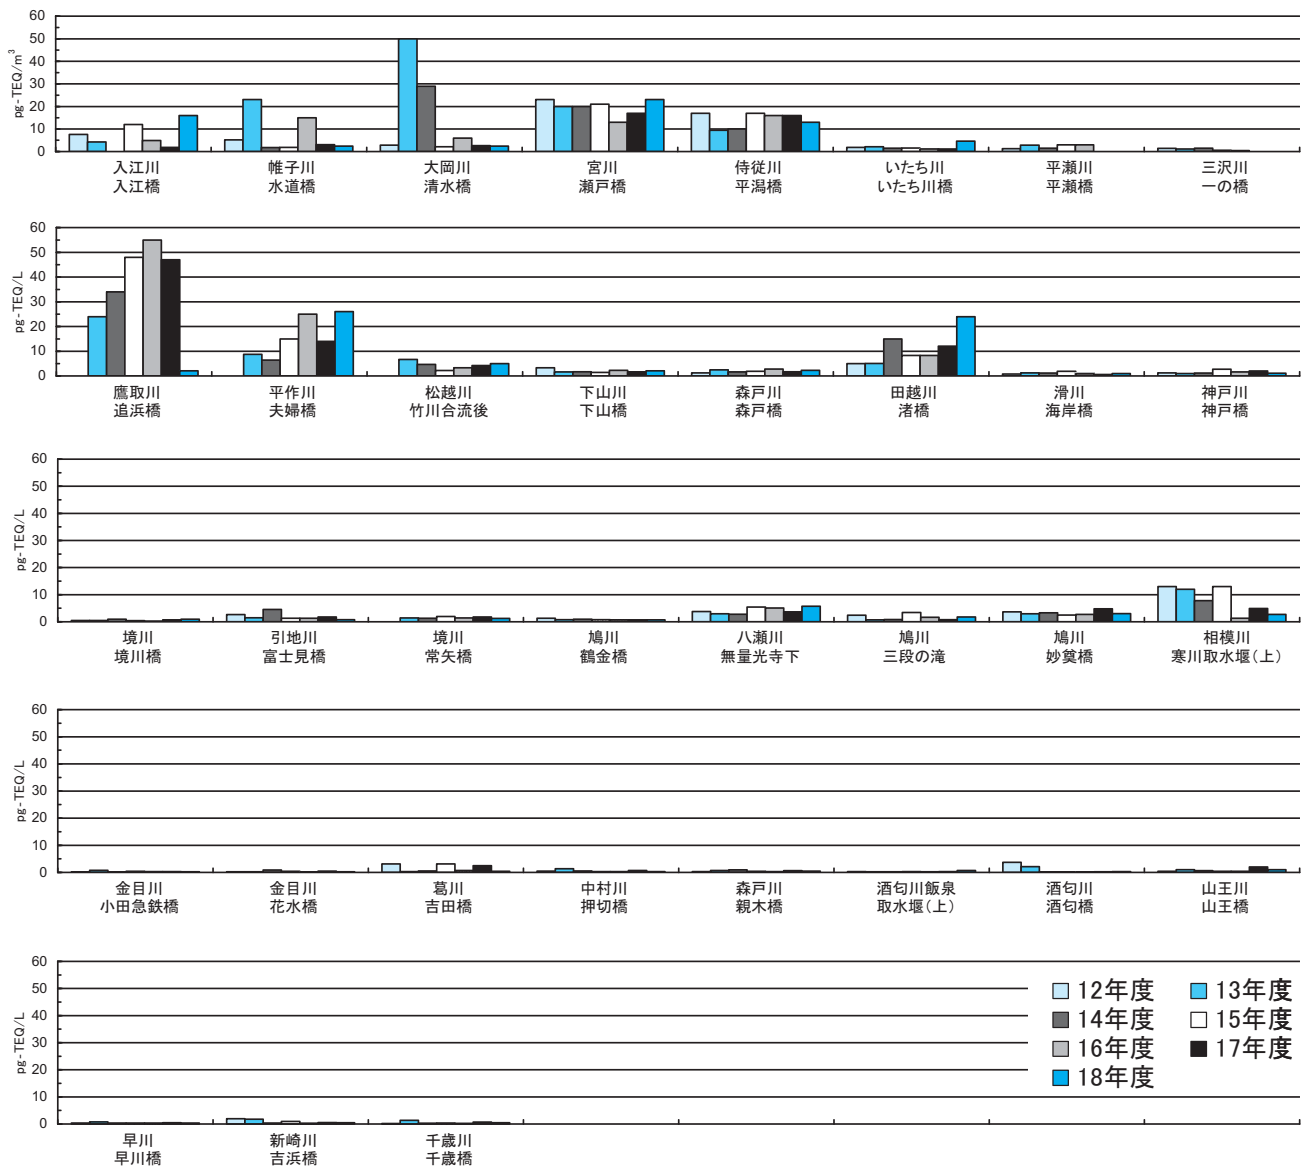 60
50
40
30
20
10
0
pg-TEQ/m³
入江川 帷子川 大岡川 宮川 侍従川 いたち川 平瀬川 三沢川
入江橋 水道橋 清水橋 瀬戸橋 平潟橋 いたち川橋 平瀬橋 一の橋
60
50
40
30
20
10
0
pg-TEQ/L
鷹取川 平作川 松越川 下山川 森戸川 田越川 滑川 神戸川
追浜橋 夫婦橋 竹川合流後 下山橋 森戸橋 渚橋 海岸橋 神戸橋
60
50
40
30
20
10
0
pg-TEQ/L
境川 引地川 境川 鳩川 八瀬川 鳩川 鳩川 相模川
境川橋 富士見橋 常矢橋 鶴金橋 無量光寺下 三段の滝 妙奠橋 寒川取水堰(上)
60
50
40
30
20
10
0
pg-TEQ/L
金目川 金目川 葛川 中村川 森戸川 酒匂川飯泉 酒匂川 山王川
小田急鉄橋 花水橋 吉田橋 押切橋 親木橋 取水堰(上) 酒匂橋 山王橋
60
50
40
30
20
10
0
pg-TEQ/L
早川 新崎川 千歳川
早川橋 吉浜橋 千歳橋
12年度 13年度
14年度 15年度
16年度 17年度
18年度